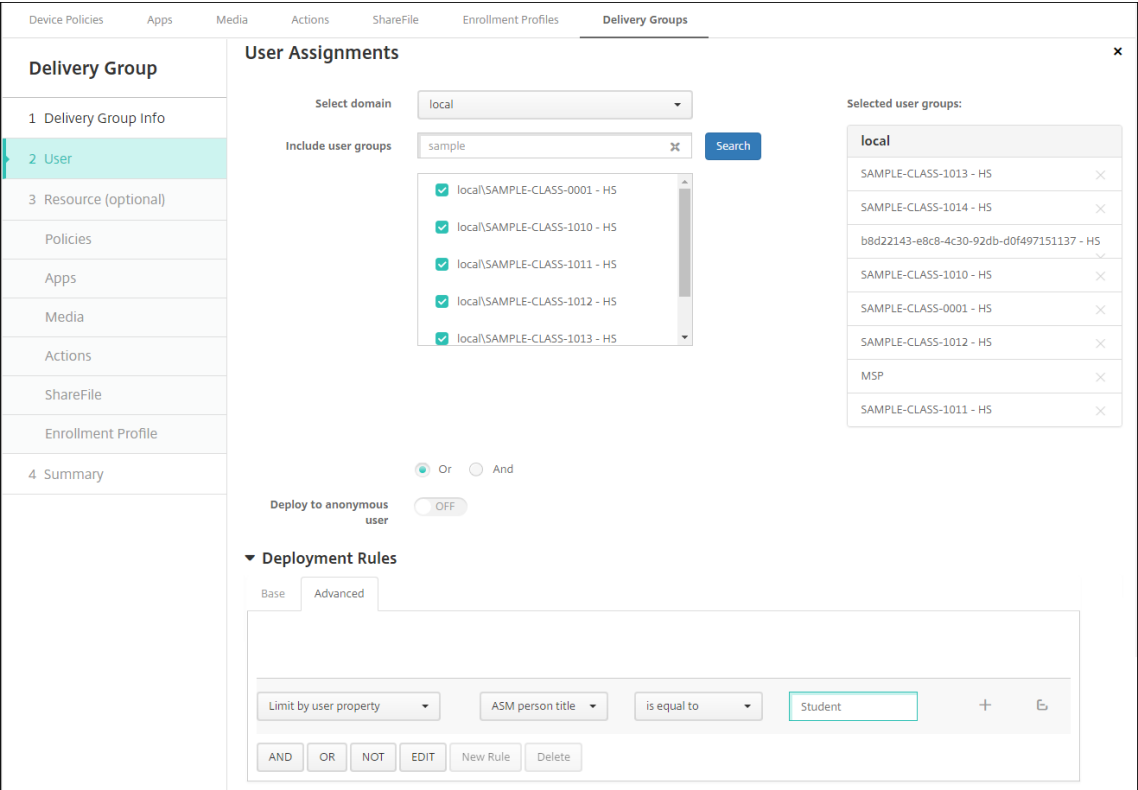 Device Policies Apps Media Actions ShareFile Enrollment Profiles Delivery Groups
Delivery Group
1 Delivery Group Info
2 User
3 Resource (optional)
Policies
Apps
Media
Actions
ShareFile
Enrollment Profile
4 Summary
User Assignments
Select domain local
Include user groups sample Search
local\SAMPLE-CLASS-0001 - HS
local\SAMPLE-CLASS-1010 - HS
local\SAMPLE-CLASS-1011 - HS
local\SAMPLE-CLASS-1012 - HS
local\SAMPLE-CLASS-1013 - HS
Selected user groups:
local
SAMPLE-CLASS-1013 - HS
SAMPLE-CLASS-1014 - HS
b8d22143-e8c8-4c30-92db-d0f497151137 - HS
SAMPLE-CLASS-1010 - HS
SAMPLE-CLASS-0001 - HS
SAMPLE-CLASS-1012 - HS
MSP
SAMPLE-CLASS-1011 - HS
Or And
Deploy to anonymous
user
OFF
Deployment Rules
Base Advanced
Limit by user property ASM person title is equal to Student
AND OR NOT EDIT New Rule Delete